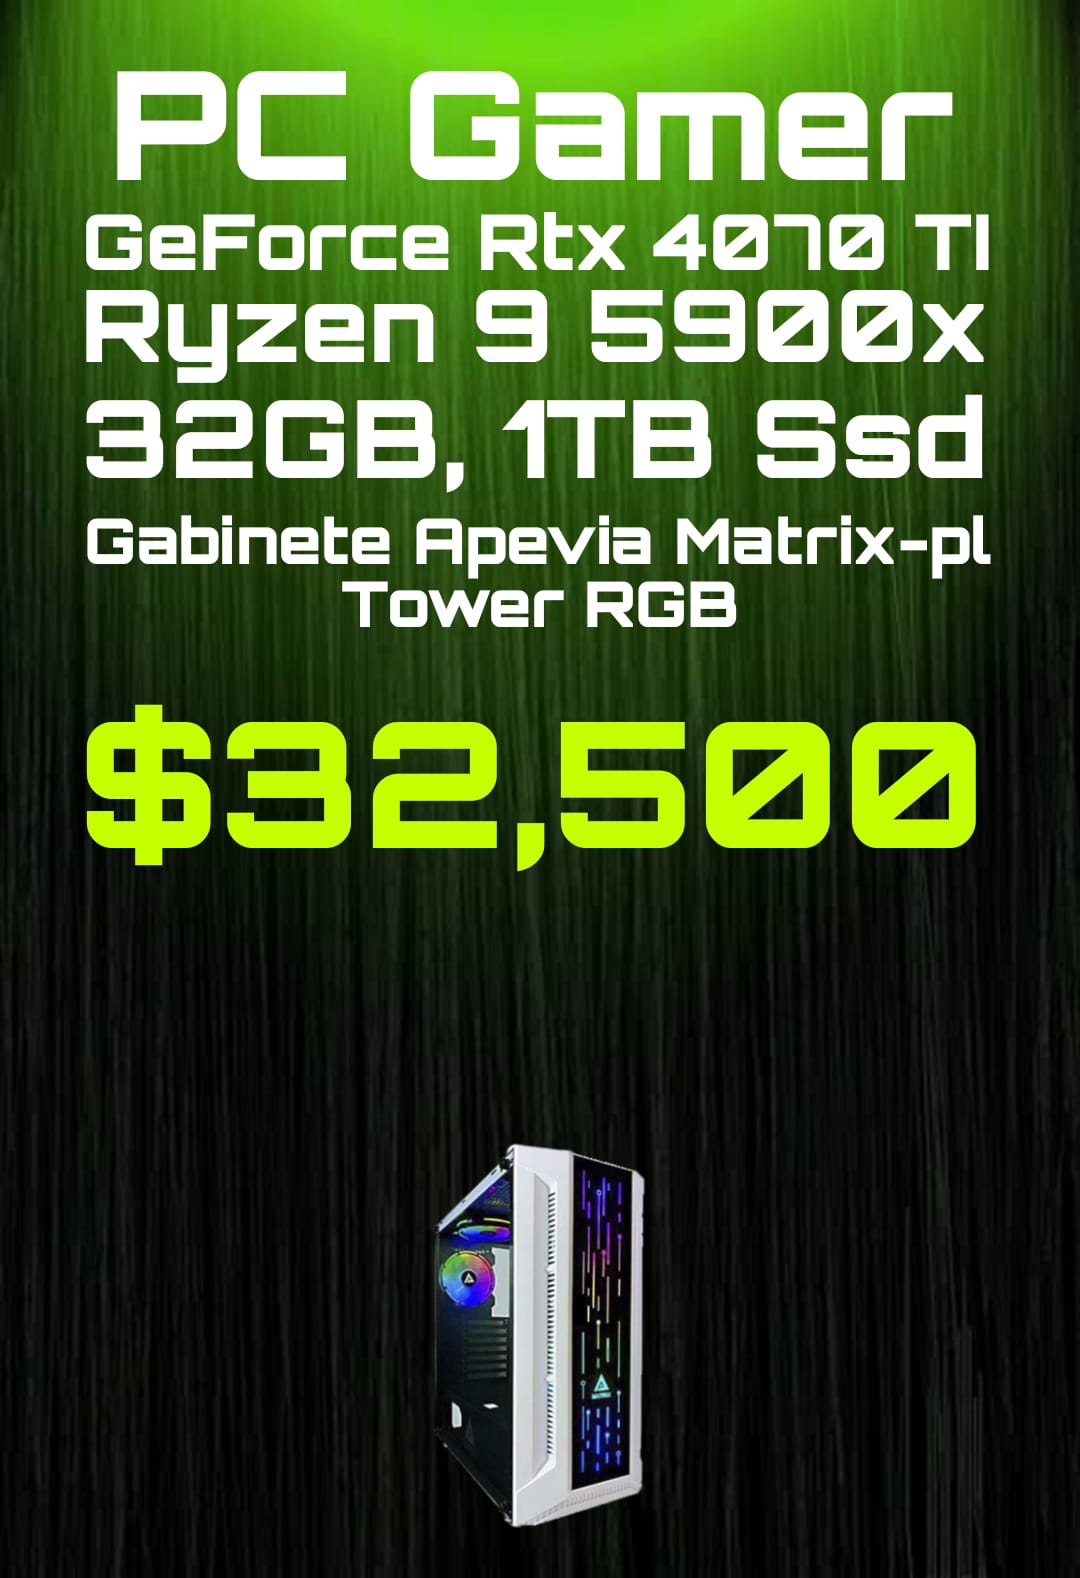 PC Gamer
GeForce Rtx 4070 TI
Ryzen 9 5900x
32GB, 1TB Ssd
Gabinete Apevia Matrix-pl
Tower RGB
$32,500
MATRIX